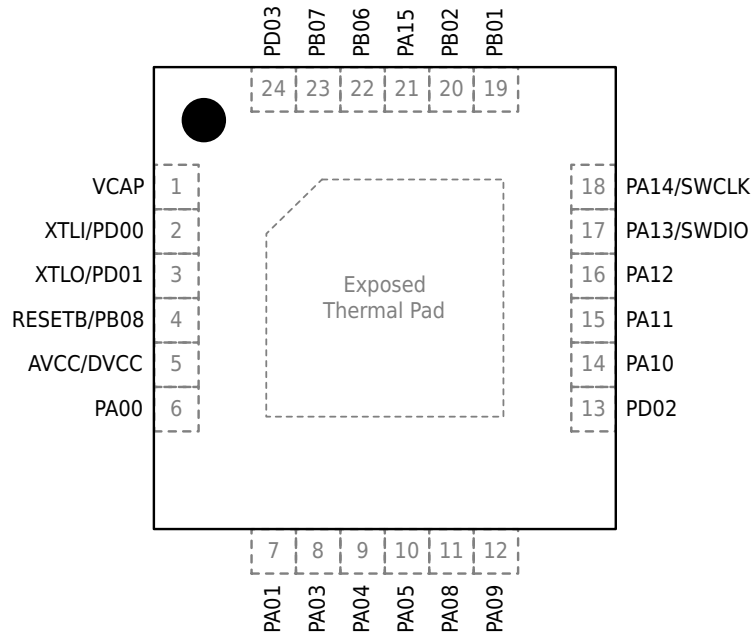 PD03
PB07
PB06
PA15
PB02
PB01
24 23 22 21 20 19
VCAP 1
XTLI/PD00 2
XTLO/PD01 3
RESETB/PB08 4
AVCC/DVCC 5
PA00 6
18 PA14/SWCLK
17 PA13/SWDIO
16 PA12
15 PA11
14 PA10
13 PD02
Exposed
Thermal Pad
7 8 9 10 11 12
PA01
PA03
PA04
PA05
PA08
PA09